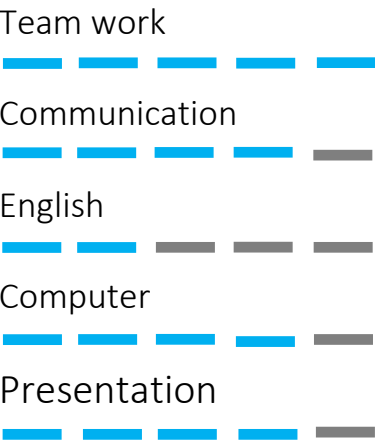 Team work
Communication
English
Computer
Presentation